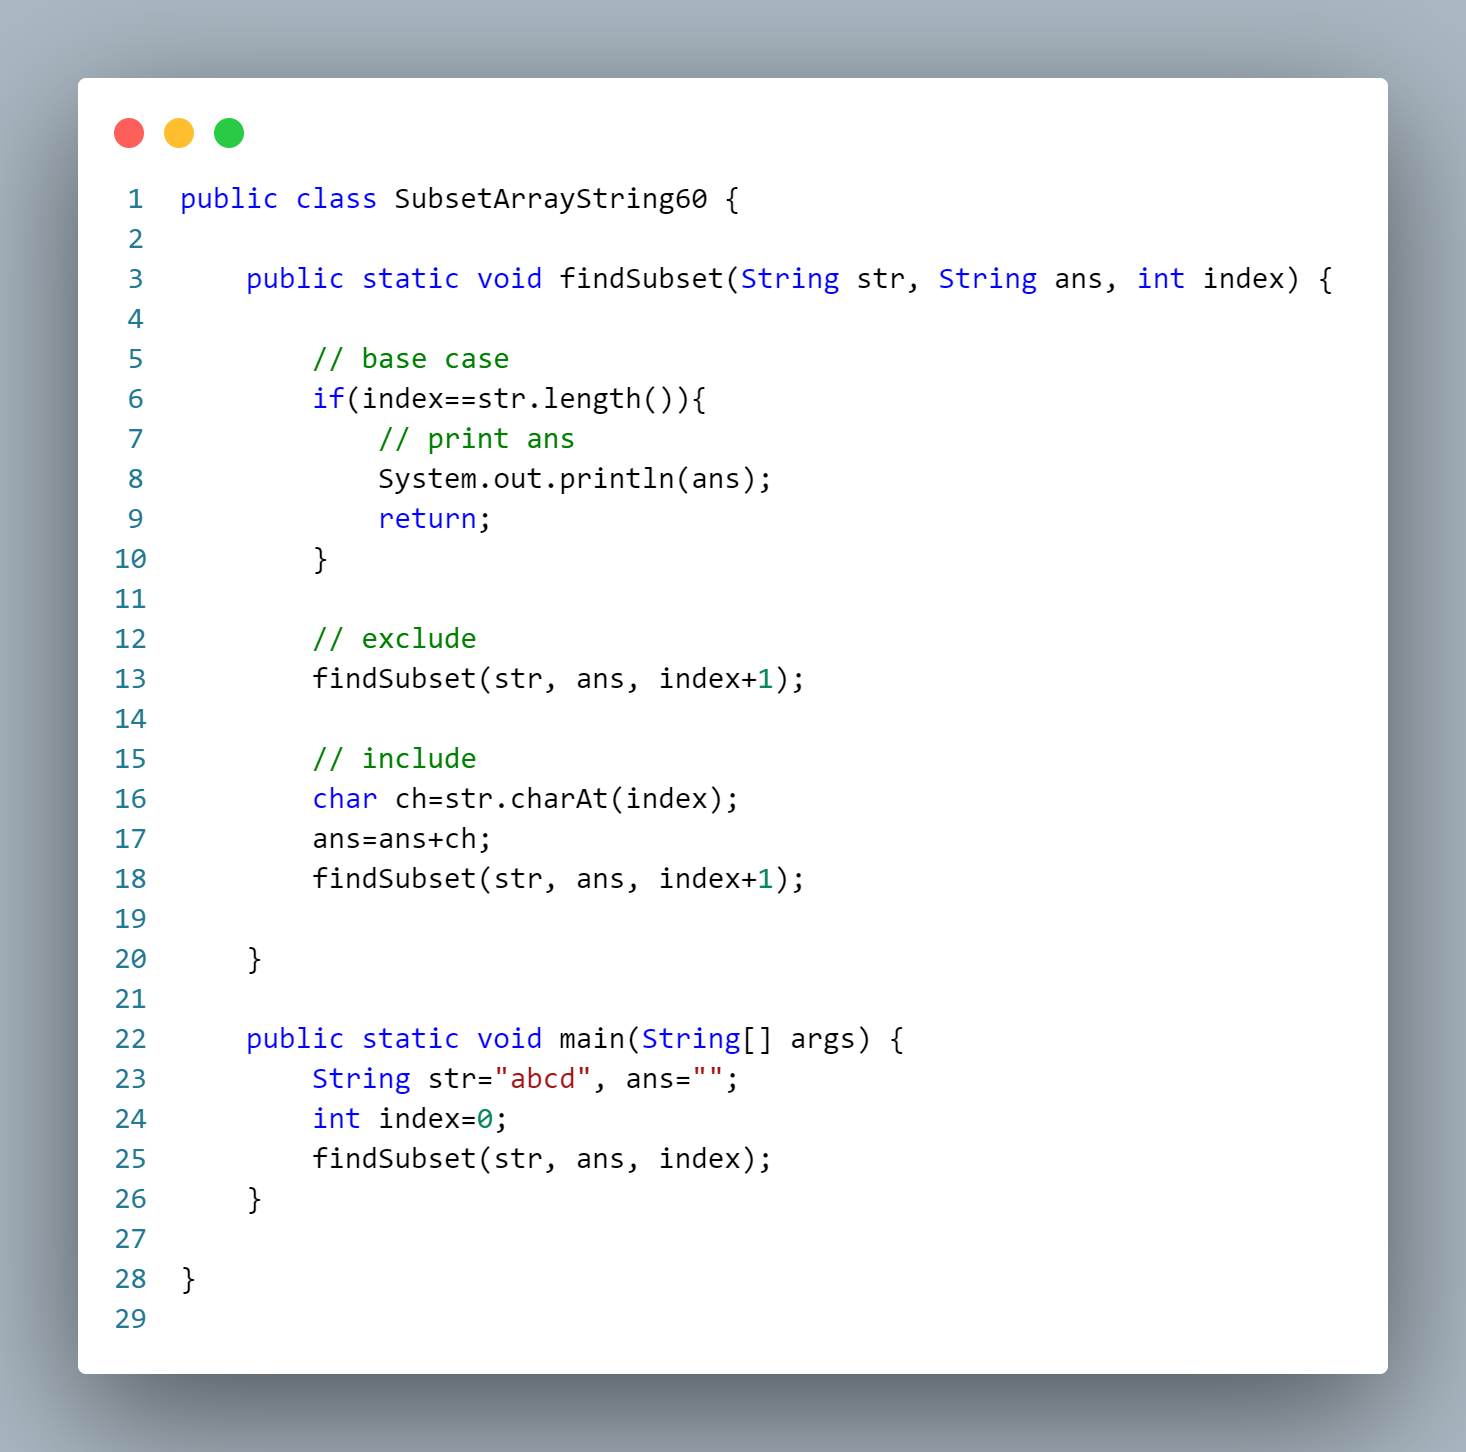 1 public class SubsetArrayString60 {
2
3     public static void findSubset(String str, String ans, int index) {
4
5         // base case
6         if(index==str.length()){
7             // print ans
8             System.out.println(ans);
9             return;
10         }
11
12         // exclude
13         findSubset(str, ans, index+1);
14
15         // include
16         char ch=str.charAt(index);
17         ans=ans+ch;
18         findSubset(str, ans, index+1);
19
20     }
21
22     public static void main(String[] args) {
23         String str="abcd", ans="";
24         int index=0;
25         findSubset(str, ans, index);
26     }
27
28 }
29